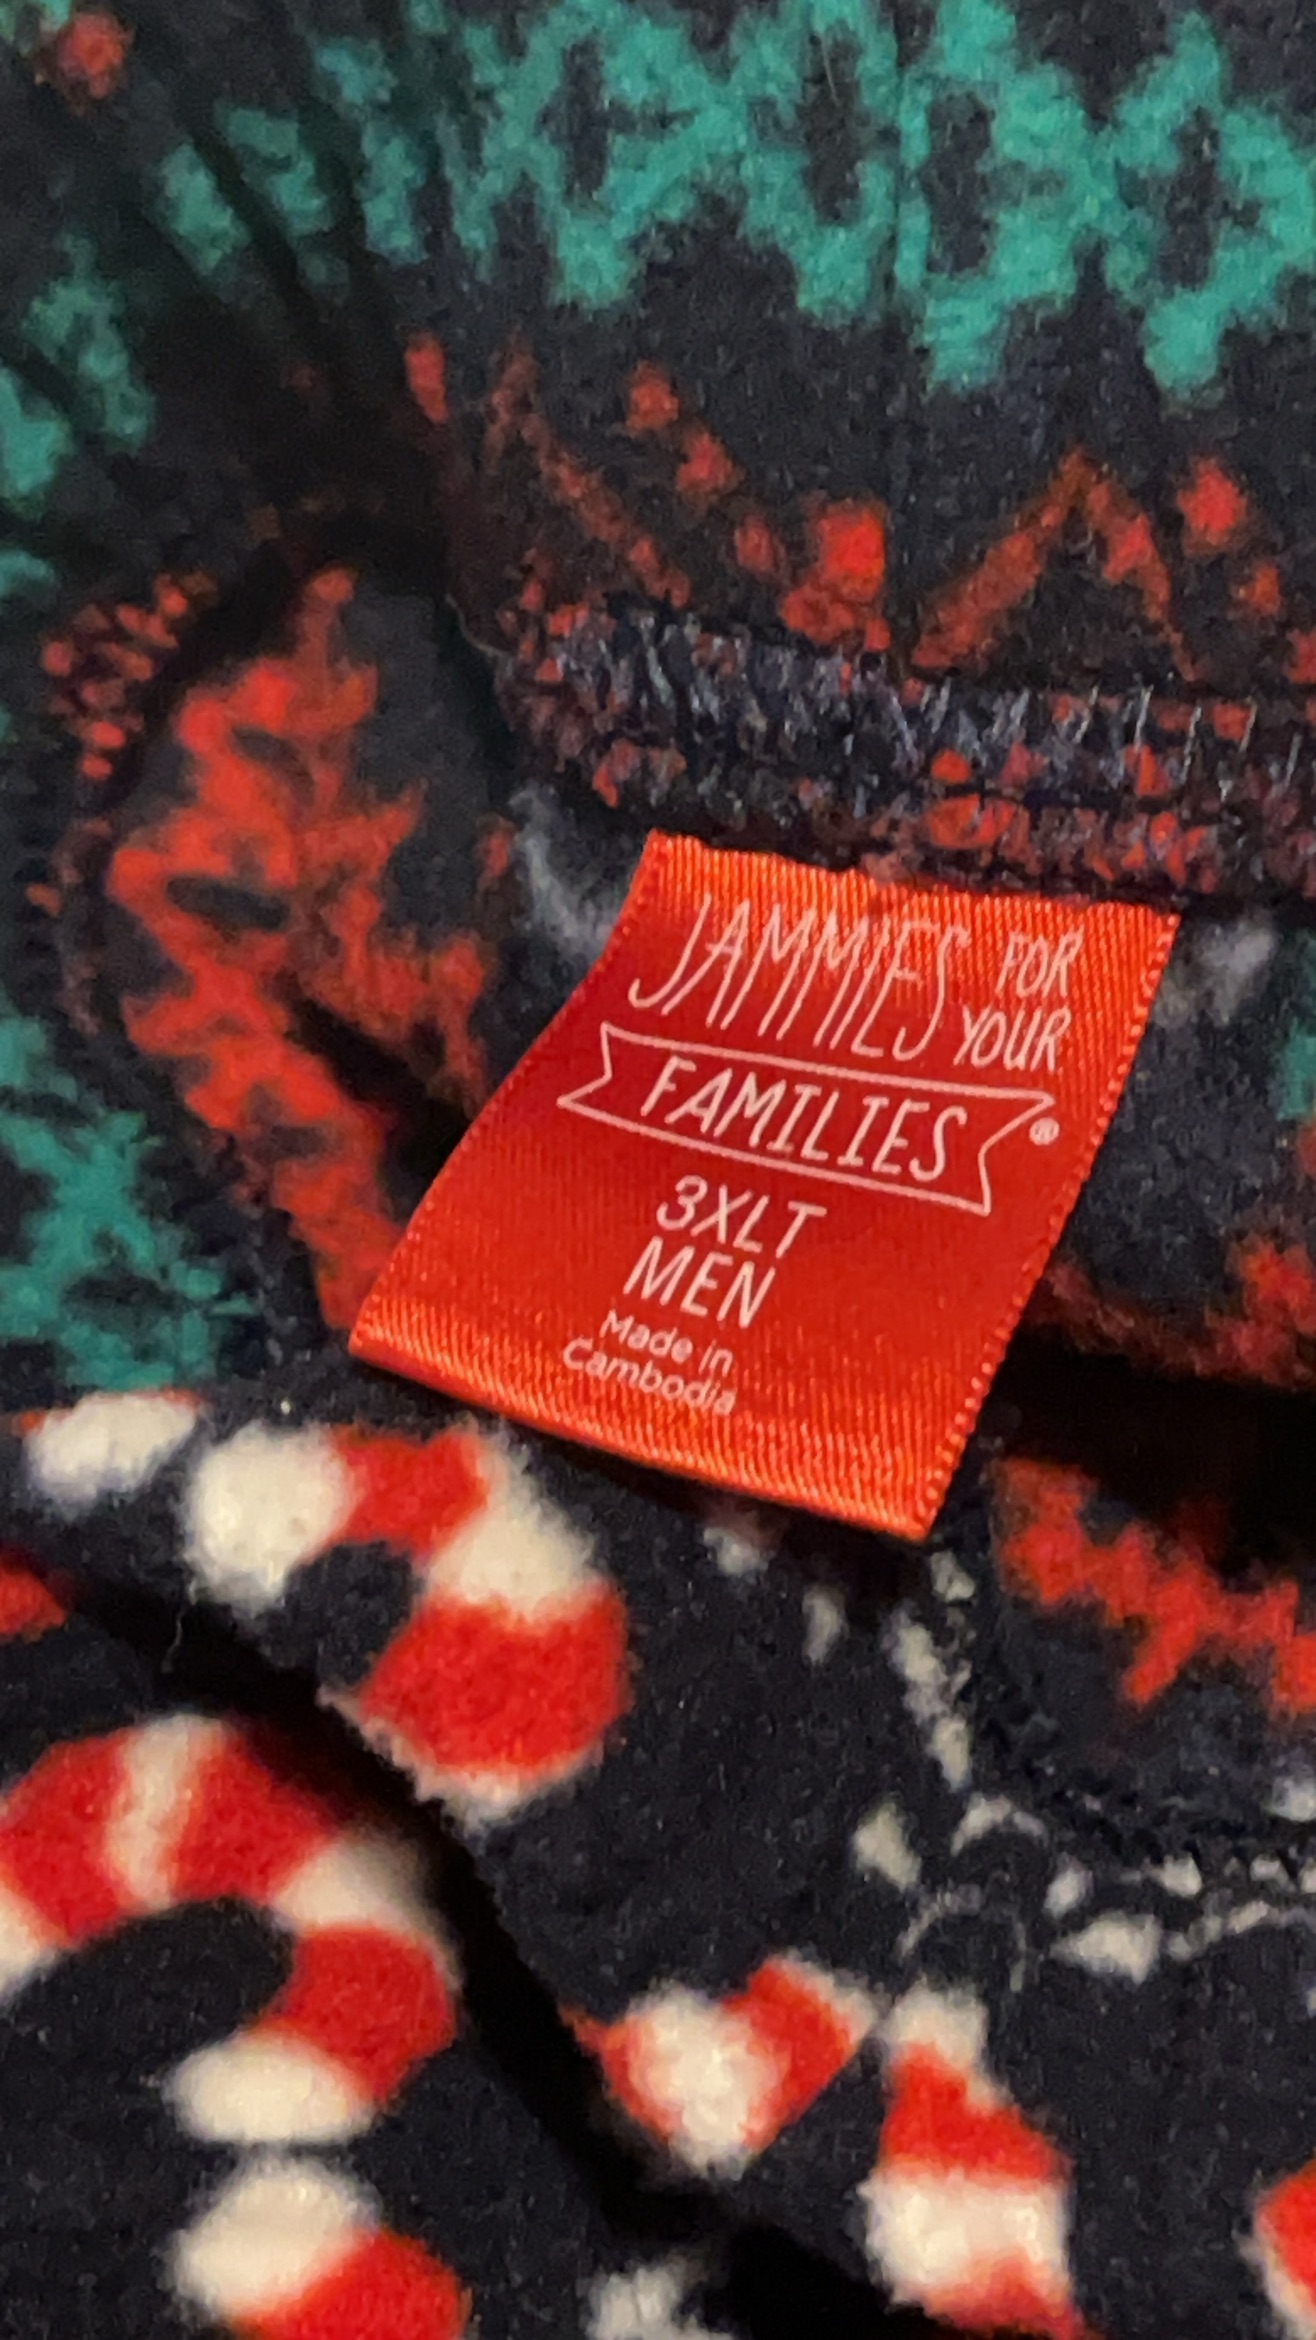 JAMMIES FOR
YOUR
FAMILIES®
3XLT
MEN
Made in
Cambodia